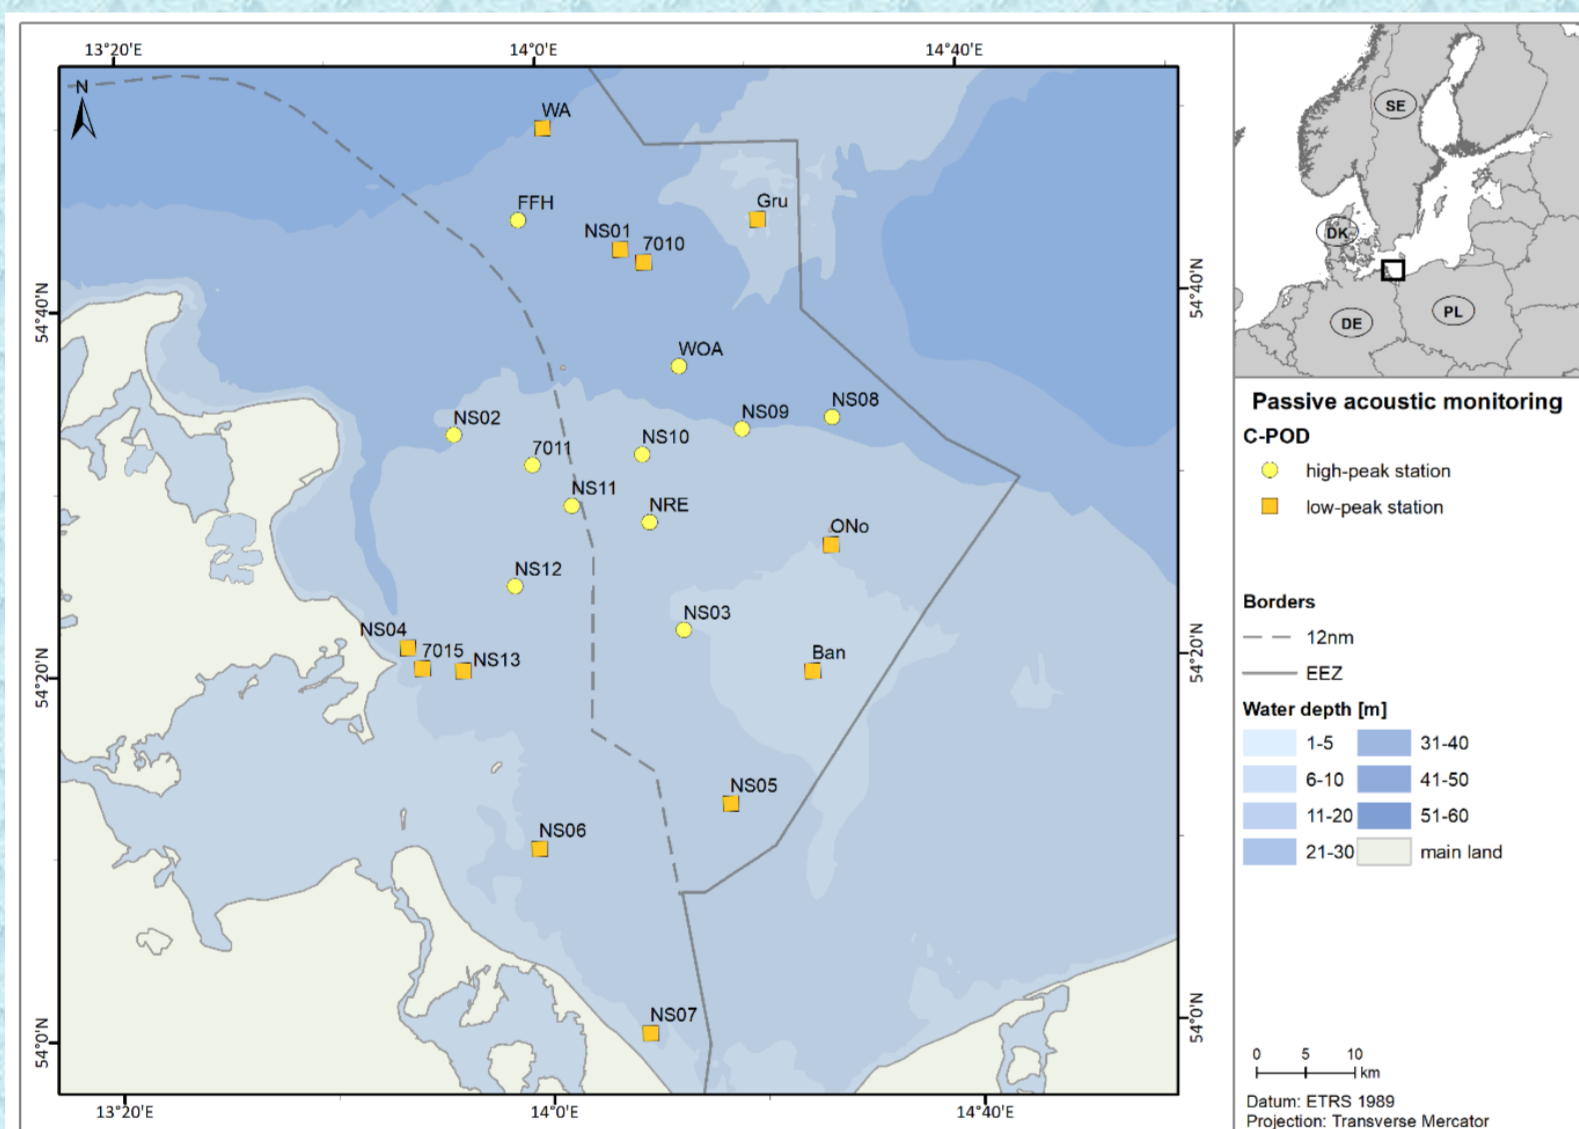 13°20'E
14°0'E
14°40'E
N
WA
FFH
Gru
NS01
7010
54°40'N
54°40'N
WOA
NS02
NS09
NS08
7011
NS10
NS11
NRE
ONo
NS12
NS03
NS04
7015
NS13
Ban
54°20'N
54°20'N
NS05
NS06
NS07
54°0'N
54°0'N
13°20'E
14°0'E
14°40'E
SE
DK
DE
PL
Passive acoustic monitoring
C-POD
high-peak station
low-peak station
Borders
12nm
EEZ
Water depth [m]
1-5
31-40
6-10
41-50
11-20
51-60
21-30
main land
0 5 10
km
Datum: ETRS 1989
Projection: Transverse Mercator